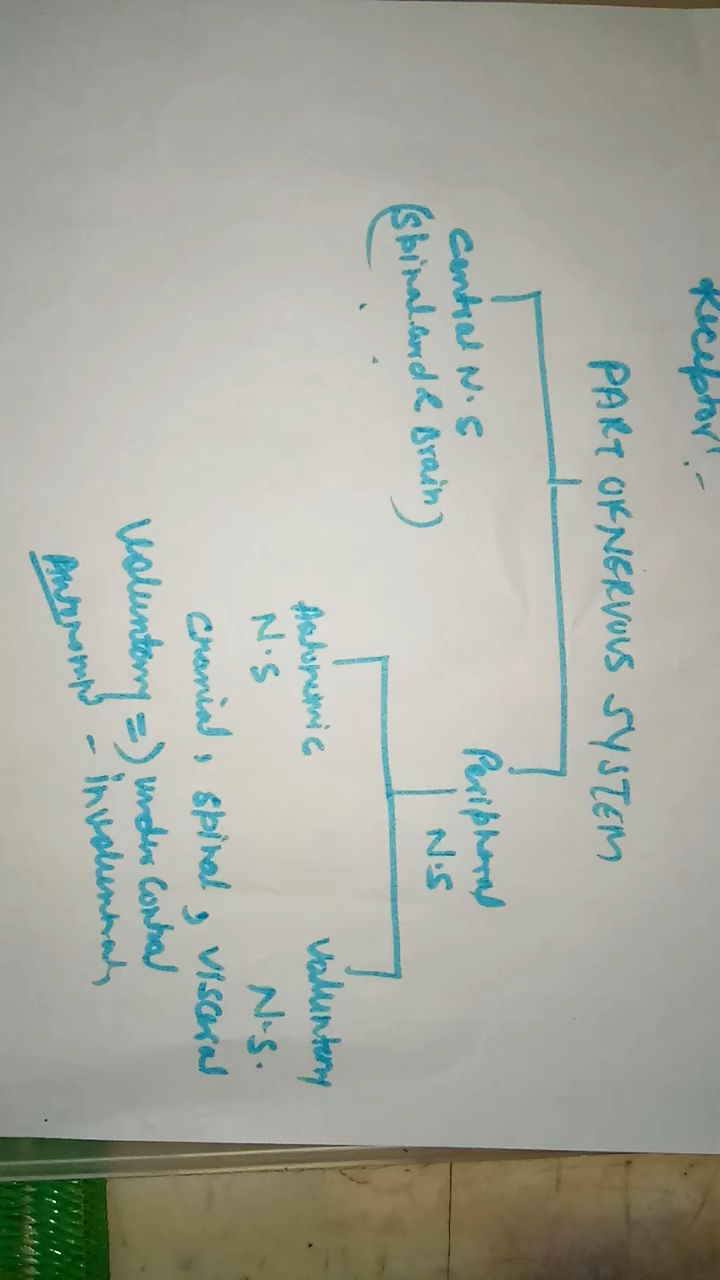 Receptor :-
PART OF NERVOUS SYSTEM
Central N.S
(Spinal cord & Brain)
Peripheral
N.S
Autonomic
N.S
Voluntary
N.S.
Cranial, spinal, visceral
Voluntary => under control
Autonomic - involuntary